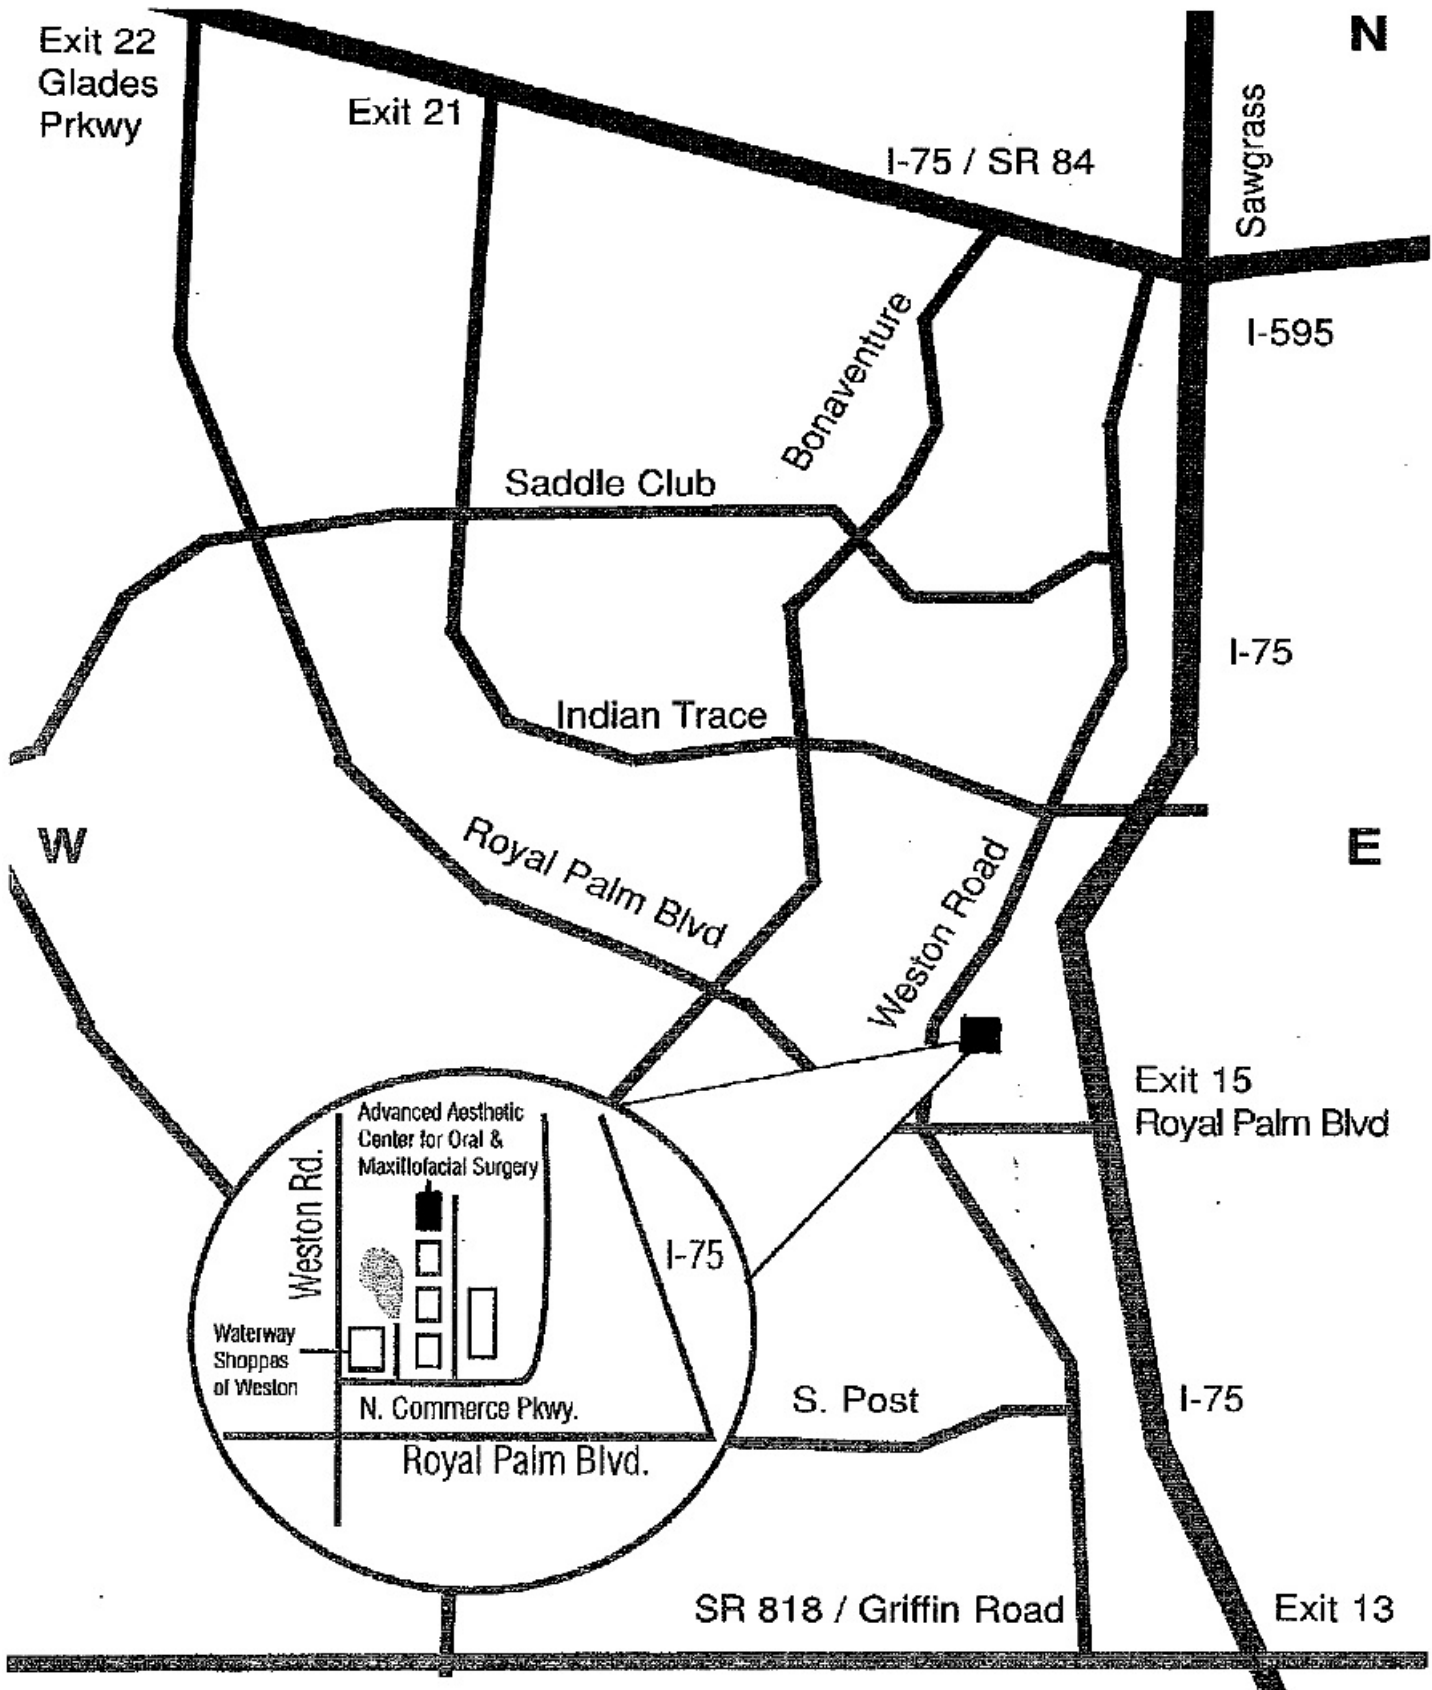 N
Exit 22
Glades
Prkwy
Exit 21
I-75 / SR 84
Sawgrass
I-595
Bonaventure
Saddle Club
I-75
Indian Trace
W
Royal Palm Blvd
Weston Road
E
Exit 15
Royal Palm Blvd
Advanced Aesthetic
Center for Oral &
Maxillofacial Surgery
Weston Rd.
I-75
Waterway
Shoppes
of Weston
N. Commerce Pkwy.
Royal Palm Blvd.
S. Post
I-75
SR 818 / Griffin Road
Exit 13